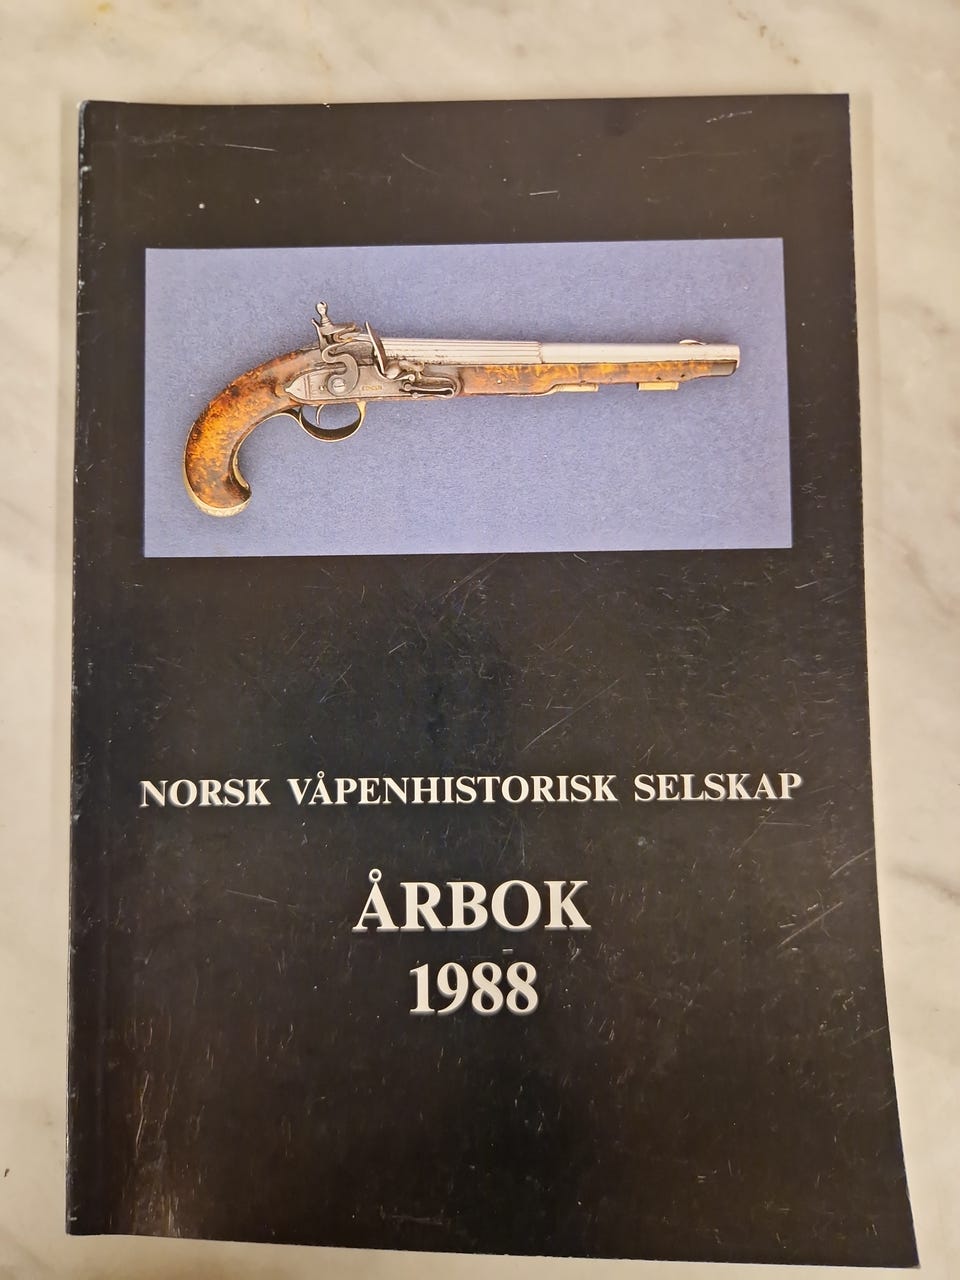 NORSK VÅPENHISTORISK SELSKAP
ÅRBOK
1988